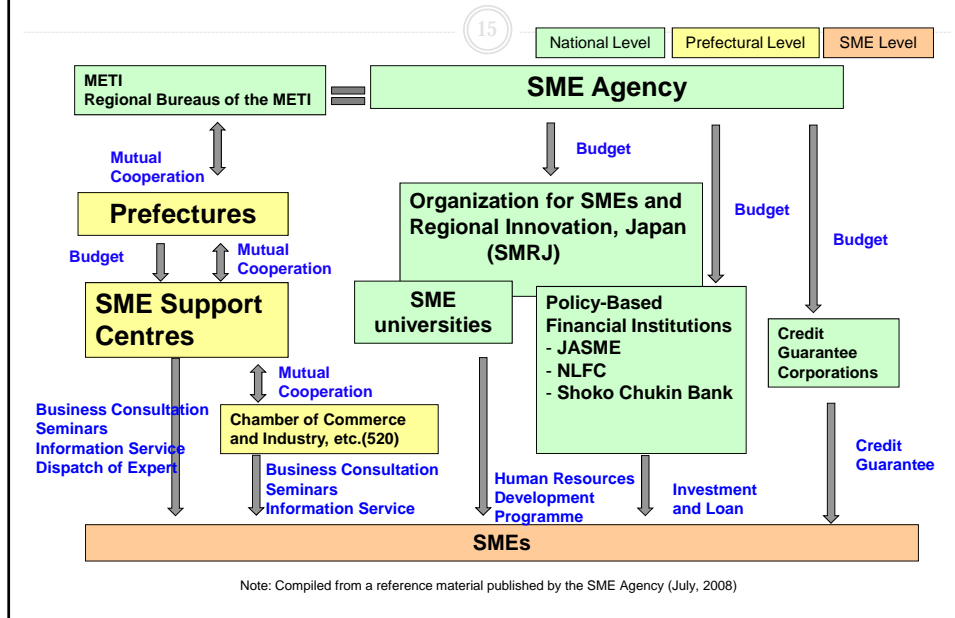 15
National Level
Prefectural Level
SME Level
METI
Regional Bureaus of the METI
SME Agency
Mutual
Cooperation
Budget
Prefectures
Organization for SMEs and
Regional Innovation, Japan
(SMRJ)
Budget
Budget
Budget
Mutual
Cooperation
SME Support
Centres
SME
universities
Policy-Based
Financial Institutions
- JASME
- NLFC
- Shoko Chukin Bank
Credit
Guarantee
Corporations
Mutual
Cooperation
Business Consultation
Seminars
Information Service
Dispatch of Expert
Chamber of Commerce
and Industry, etc.(520)
Business Consultation
Seminars
Information Service
Human Resources
Development
Programme
Investment
and Loan
Credit
Guarantee
SMEs
Note: Compiled from a reference material published by the SME Agency (July, 2008)